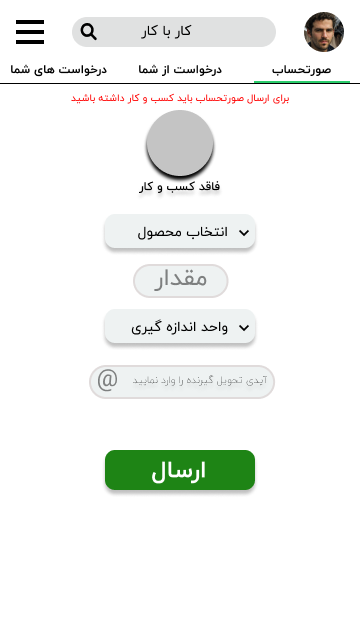 کار با کار
صورتحساب
درخواست از شما
درخواست های شما
برای ارسال صورتحساب باید کسب و کار داشته باشید
فاقد کسب و کار
انتخاب محصول
مقدار
واحد اندازه گیری
آیدی تحویل گیرنده را وارد نمایید @
ارسال